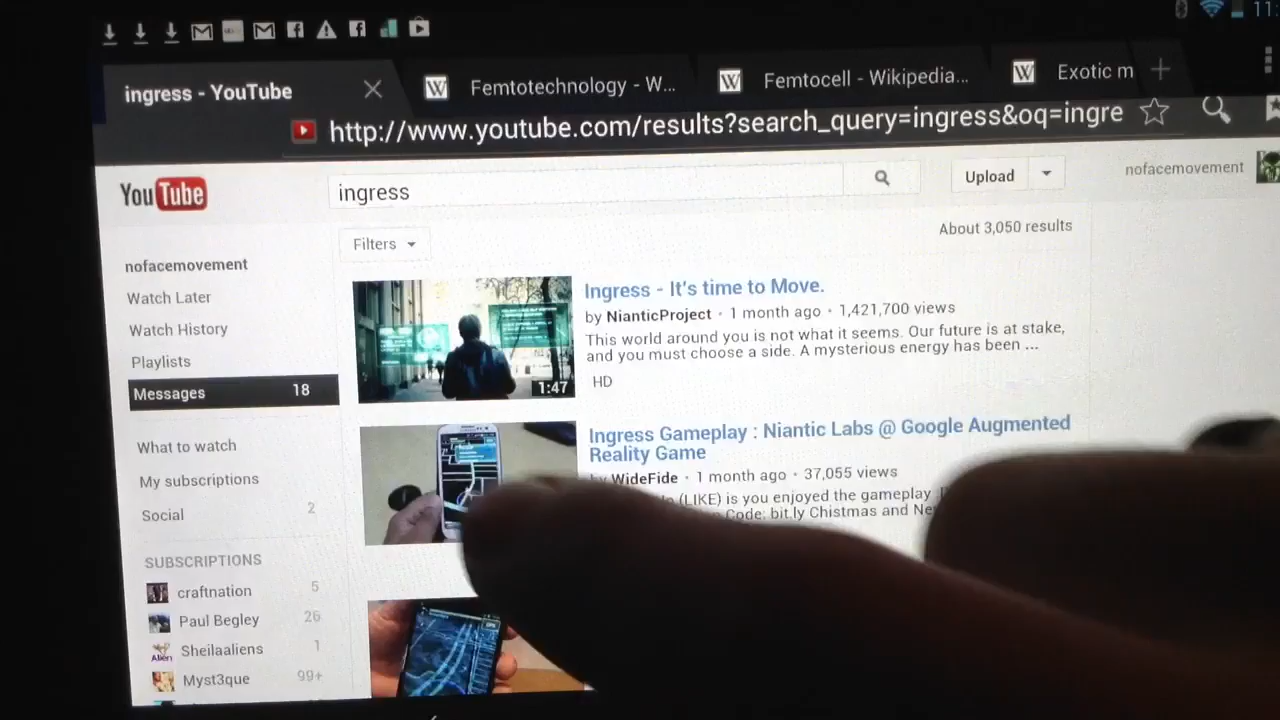 11:
ingress - YouTube
Femtotechnology - W...
Femtocell - Wikipedia...
Exotic m
http://www.youtube.com/results?search_query=ingress&oq=ingre
YouTube
ingress
Upload
nofacemovement
Filters
About 3,050 results
nofacemovement
Watch Later
Watch History
Playlists
Messages 18
What to watch
My subscriptions
Social 2
SUBSCRIPTIONS
craftnation 5
Paul Begley 26
Sheilaaliens 1
Myst3que 99+
Ingress - It's time to Move.
by NianticProject · 1 month ago · 1,421,700 views
This world around you is not what it seems. Our future is at stake,
and you must choose a side. A mysterious energy has been ...
HD
1:47
Ingress Gameplay : Niantic Labs @ Google Augmented
Reality Game
by WideFide · 1 month ago · 37,055 views
(LIKE) is you enjoyed the gameplay
Code: bit.ly Chistmas and Ne